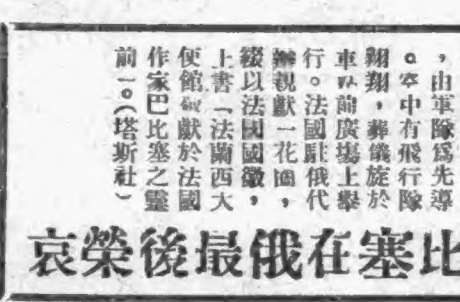 比塞在俄最後榮哀
，由軍隊爲先導
。空中有飛行隊
翱翔，葬儀旋於
車站前廣場上舉
行。法國駐俄代
辦親獻一花圈，
綴以法國國徽，
上書「法蘭西大
使館敬獻於法國
作家巴比塞之靈
前」。（塔斯社）